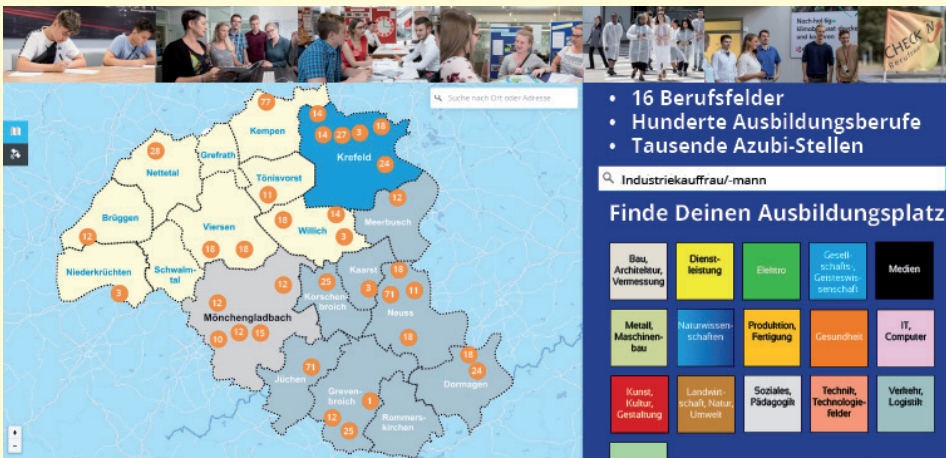 Nachhaltig
klimaneutral
CHECK IN
Berufswelt
Suche nach Ort oder Adresse
77
14
14
27
3
18
Kempen
Krefeld
28
Grefrath
24
Nettetal
Tönisvorst
11
12
Brüggen
14
Meerbusch
18
Viersen
Willich
12
3
18
18
Niederkrüchten
Schwalm-
tal
Kaarst
18
3
12
25
3
71
11
Korschen-
broich
12
Mönchengladbach
Neuss
10
12
15
18
18
71
24
Jüchen
Dormagen
Greven-
broich
1
12
Rommers-
kirchen
25
+
-
• 16 Berufsfelder
• Hunderte Ausbildungsberufe
• Tausende Azubi-Stellen
Industriekauffrau/-mann
Finde Deinen Ausbildungsplatz
Bau,
Architektur,
Vermessung
Dienst-
leistung
Elektro
Gesell-
schafts-,
Geisteswis-
senschaft
Medien
Metall,
Maschinen-
bau
Naturwissen-
schaften
Produktion,
Fertigung
Gesundheit
IT,
Computer
Kunst,
Kultur,
Gestaltung
Landwirt-
schaft, Natur,
Umwelt
Soziales,
Pädagogik
Technik,
Technologie-
felder
Verkehr,
Logistik